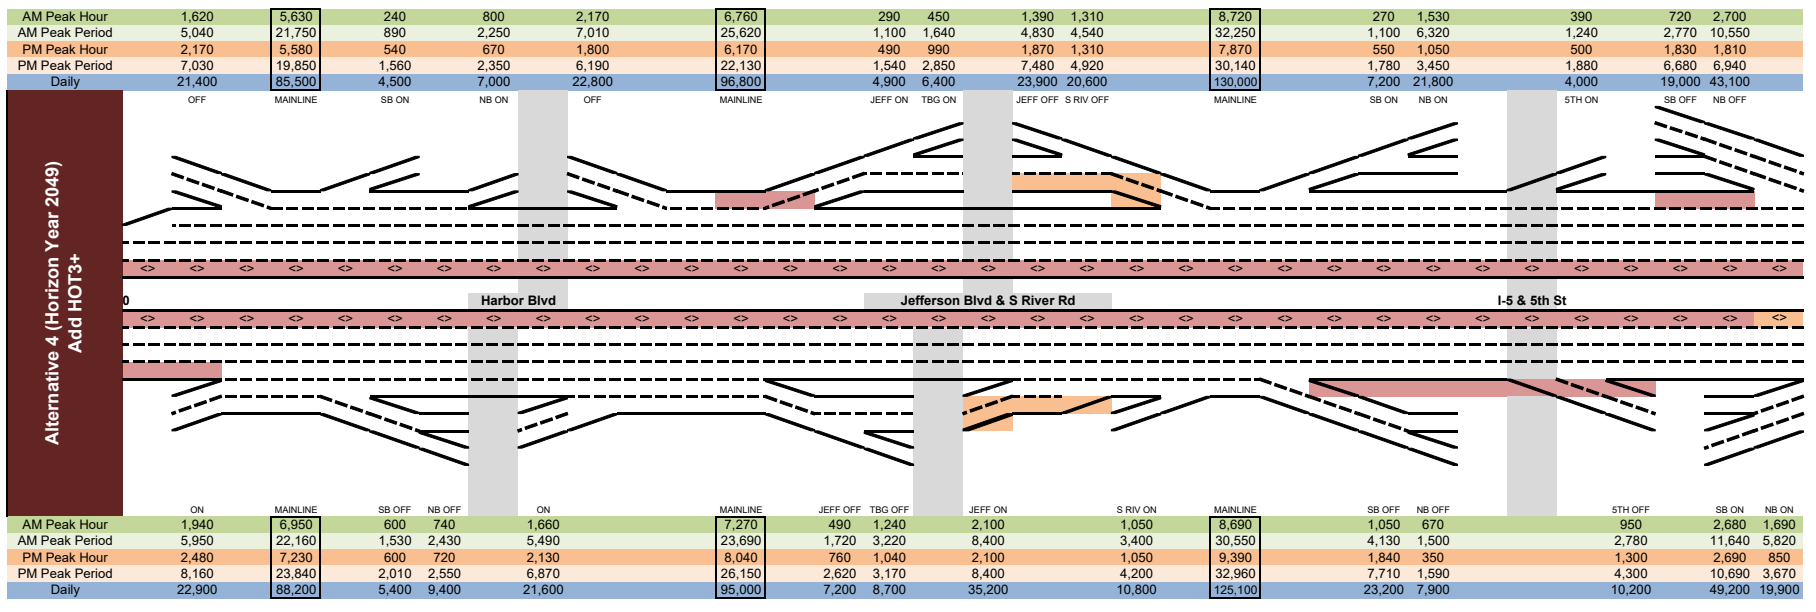 AM Peak Hour 1,620 5,630 240 800 2,170 6,760 290 450 1,390 1,310 8,720 270 1,530 390 720 2,700
AM Peak Period 5,040 21,750 890 2,250 7,010 25,620 1,100 1,640 4,830 4,540 32,250 1,100 6,320 1,240 2,770 10,550
PM Peak Hour 2,170 5,580 540 670 1,800 6,170 490 990 1,870 1,310 7,870 550 1,050 500 1,830 1,810
PM Peak Period 7,030 19,850 1,560 2,350 6,190 22,130 1,540 2,850 7,480 4,920 30,140 1,780 3,450 1,880 6,680 6,940
Daily 21,400 85,500 4,500 7,000 22,800 96,800 4,900 6,400 23,900 20,600 130,000 7,200 21,800 4,000 19,000 43,100
OFF MAINLINE SB ON NB ON OFF MAINLINE JEFF ON TBG ON JEFF OFF S RIV OFF MAINLINE SB ON NB ON 5TH ON SB OFF NB OFF
Alternative 4 (Horizon Year 2049)
Add HOT3+
<> <> <> <> <> <> <> <> <> <> <> <> <> <> <> <> <> <> <> <> <> <> <> <> <> <> <> <> <> <> <> <> <> <>
0 Harbor Blvd Jefferson Blvd & S River Rd I-5 & 5th St
<> <> <> <> <> <> <> <> <> <> <> <> <> <> <> <> <> <> <> <> <> <> <> <> <> <> <> <> <> <> <> <> <> <>
ON MAINLINE SB OFF NB OFF ON MAINLINE JEFF OFF TBG OFF JEFF ON S RIV ON MAINLINE SB OFF NB OFF 5TH OFF SB ON NB ON
AM Peak Hour 1,940 6,950 600 740 1,660 7,270 490 1,240 2,100 1,050 8,690 1,050 670 950 2,680 1,690
AM Peak Period 5,950 22,160 1,530 2,430 5,490 23,690 1,720 3,220 8,400 3,400 30,550 4,130 1,500 2,780 11,640 5,820
PM Peak Hour 2,480 7,230 600 720 2,130 8,040 760 1,040 2,100 1,050 9,390 1,840 350 1,300 2,690 850
PM Peak Period 8,160 23,840 2,010 2,550 6,870 26,150 2,620 3,170 8,400 4,200 32,960 7,710 1,590 4,300 10,690 3,670
Daily 22,900 88,200 5,400 9,400 21,600 95,000 7,200 8,700 35,200 10,800 125,100 23,200 7,900 10,200 49,200 19,900